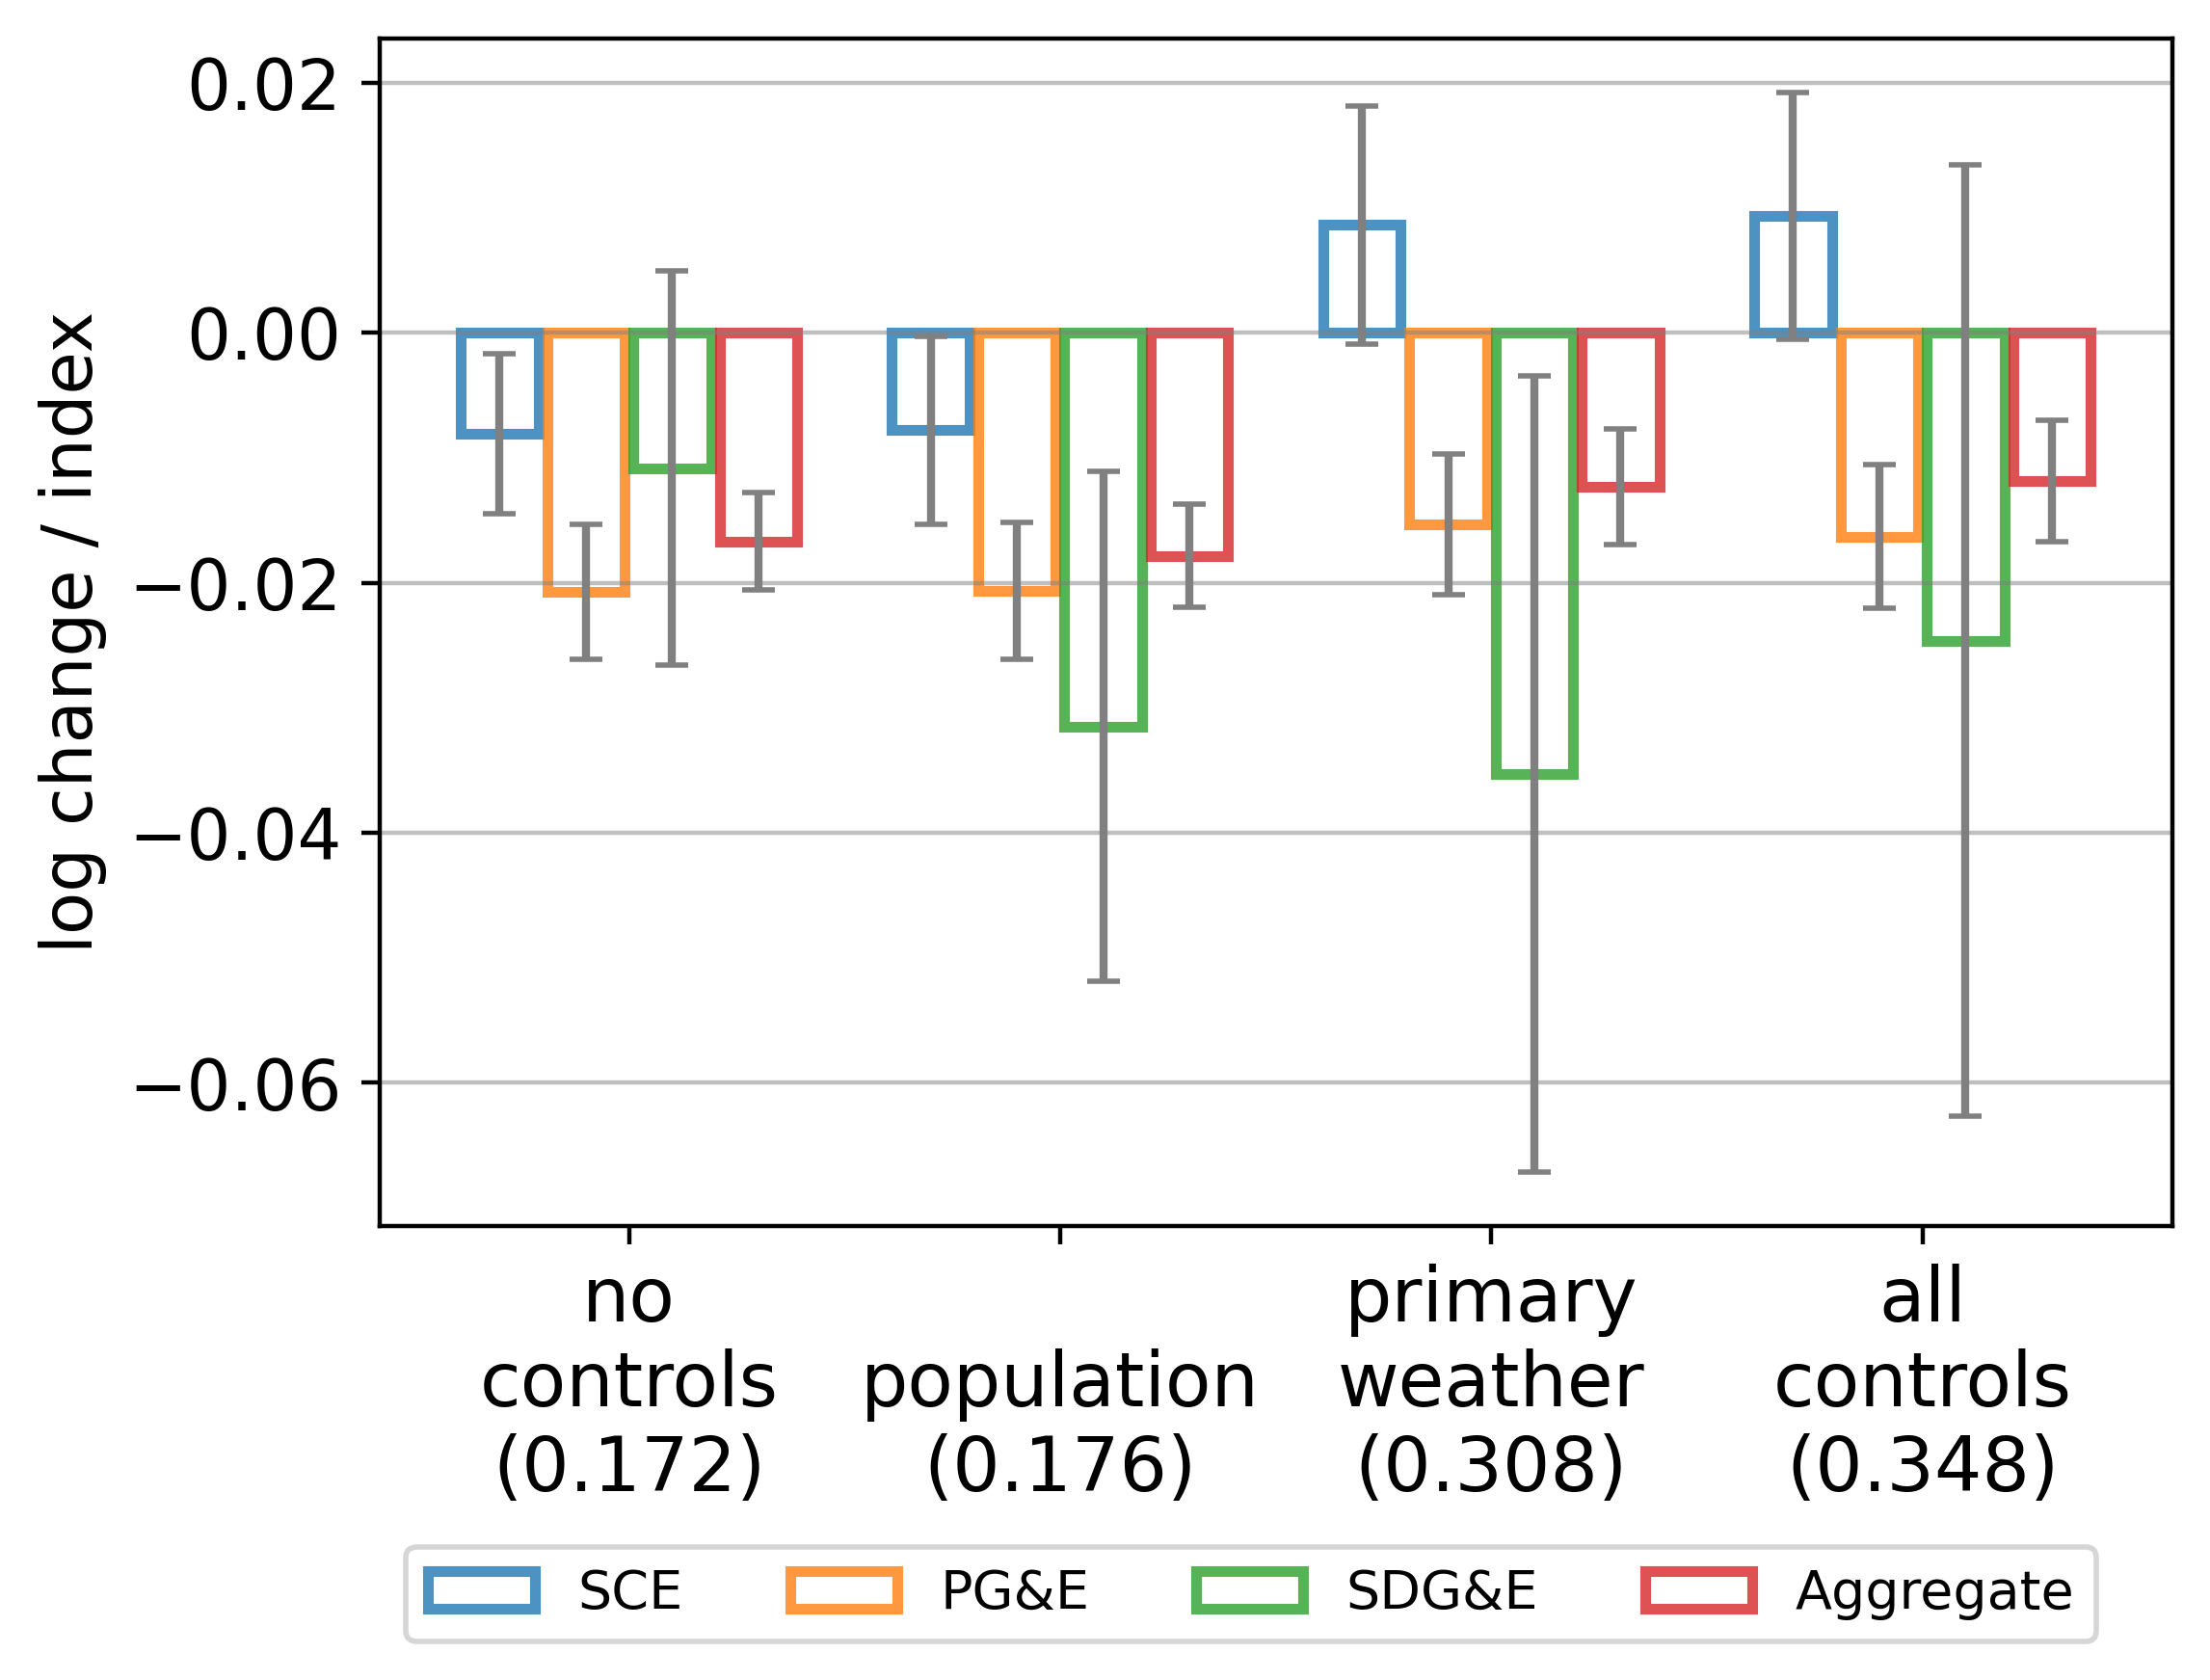 log change / index
0.02
0.00
−0.02
−0.04
−0.06
no
controls
(0.172)
population
(0.176)
primary
weather
(0.308)
all
controls
(0.348)
SCE
PG&E
SDG&E
Aggregate